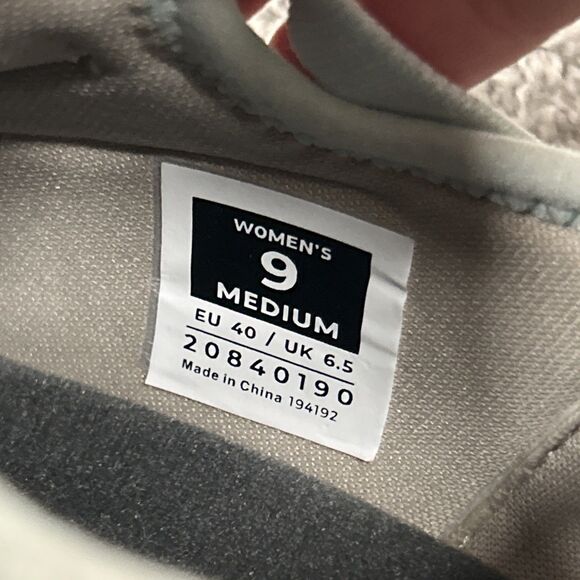 WOMEN'S
9
MEDIUM
EU 40 / UK 6.5
20840190
Made in China 194192